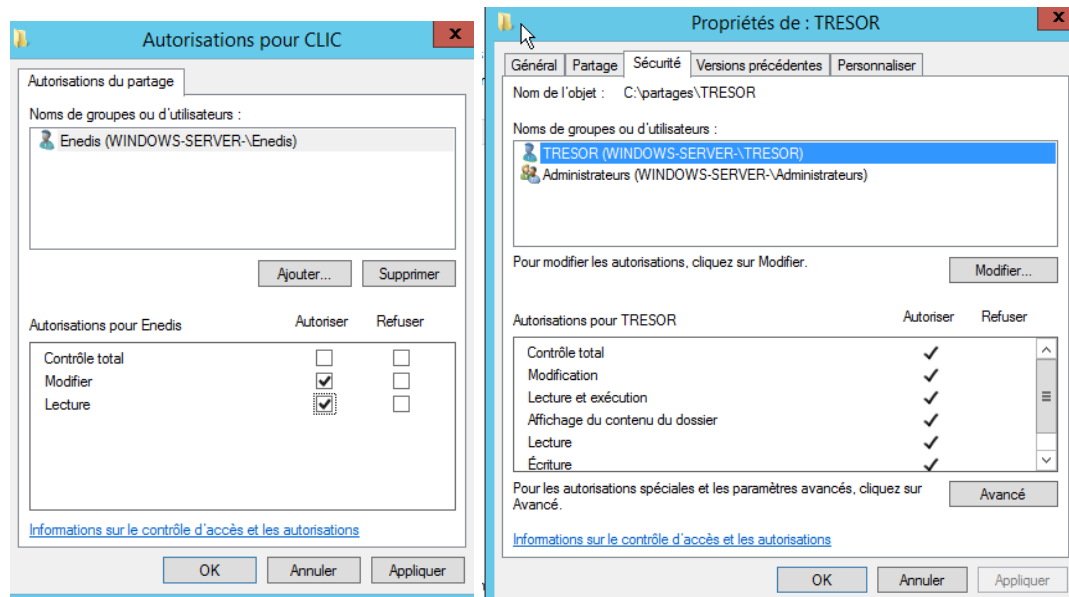 Autorisations pour CLIC
x
Autorisations du partage
Noms de groupes ou d'utilisateurs :
Enedis (WINDOWS-SERVER-\Enedis)
Ajouter...
Supprimer
Autorisations pour Enedis
Autoriser
Refuser
Contrôle total
Modifier
Lecture
Informations sur le contrôle d'accès et les autorisations
OK
Annuler
Appliquer
Propriétés de : TRESOR
x
Général
Partage
Sécurité
Versions précédentes
Personnaliser
Nom de l'objet : C:\partages\TRESOR
Noms de groupes ou d'utilisateurs :
TRESOR (WINDOWS-SERVER-\TRESOR)
Administrateurs (WINDOWS-SERVER-\Administrateurs)
Pour modifier les autorisations, cliquez sur Modifier.
Modifier...
Autorisations pour TRESOR
Autoriser
Refuser
Contrôle total
Modification
Lecture et exécution
Affichage du contenu du dossier
Lecture
Écriture
Pour les autorisations spéciales et les paramètres avancés, cliquez sur
Avancé.
Avancé
Informations sur le contrôle d'accès et les autorisations
OK
Annuler
Appliquer